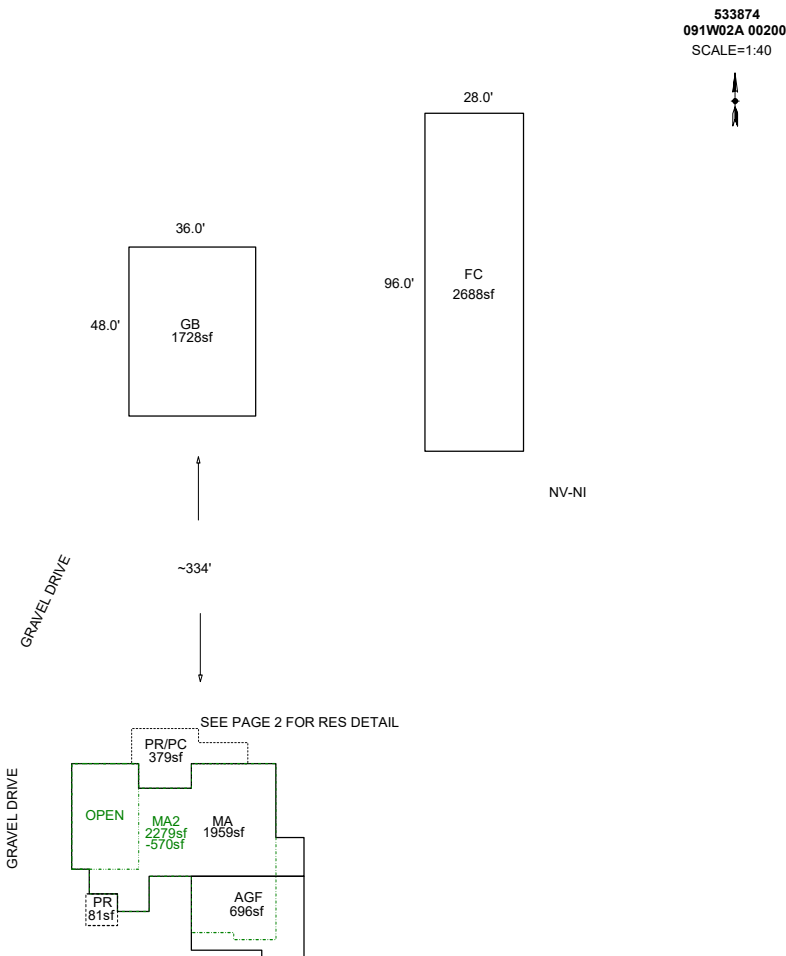 533874
091W02A 00200
SCALE=1:40
28.0'
36.0'
96.0'
FC
2688sf
48.0'
GB
1728sf
NV-NI
GRAVEL DRIVE
~334'
SEE PAGE 2 FOR RES DETAIL
PR/PC
379sf
GRAVEL DRIVE
OPEN
MA2
2279sf
-570sf
MA
1959sf
PR
81sf
AGF
696sf